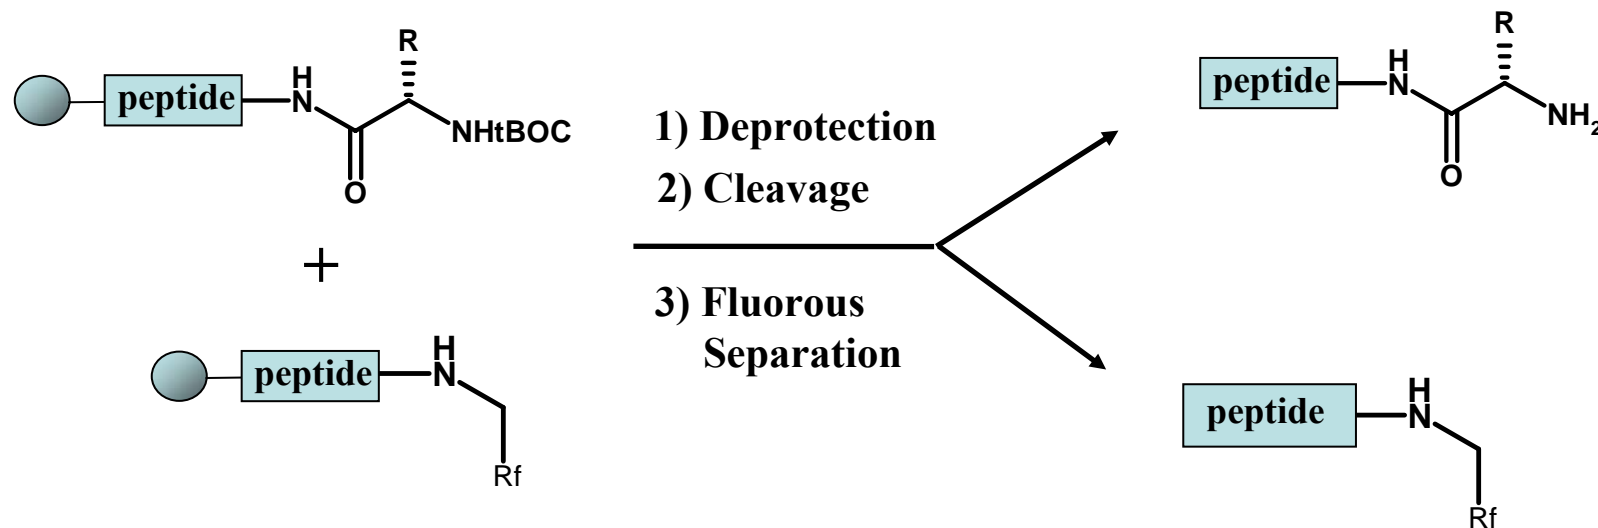 R
peptide
H
N
O
NHtBOC
+
peptide
H
N
Rf
1) Deprotection
2) Cleavage
3) Fluorous
Separation
R
peptide
H
N
O
NH₂
peptide
H
N
Rf